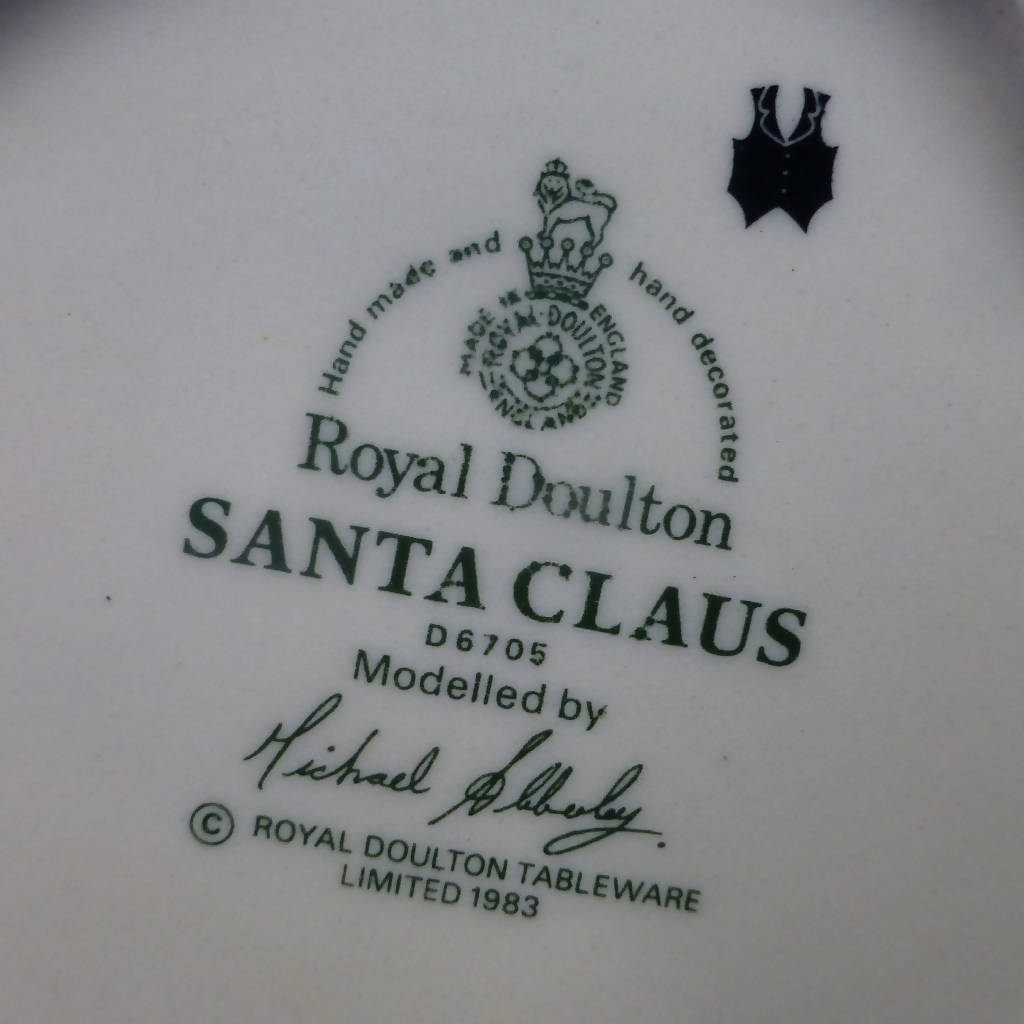 Hand made and hand decorated
MADE IN ENGLAND
ROYAL DOULTON
ENGLAND
Royal Doulton
SANTA CLAUS
D6705
Modelled by
Michael Abberley.
© ROYAL DOULTON TABLEWARE
LIMITED 1983